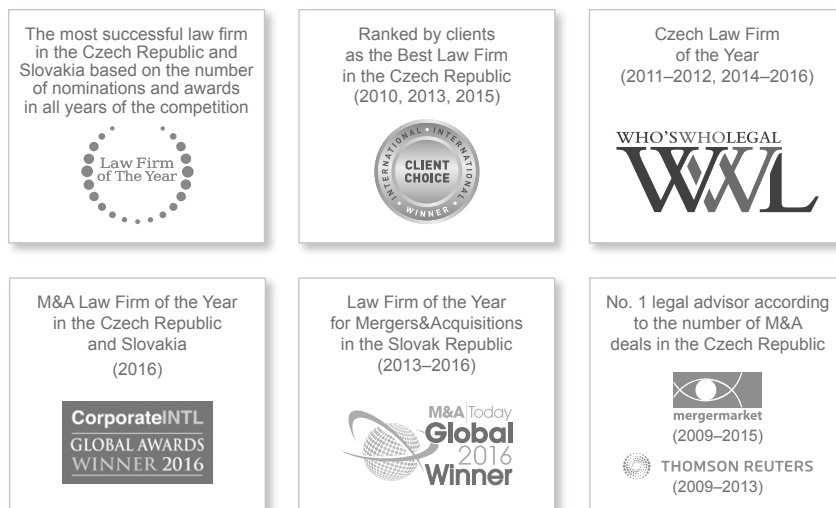 The most successful law firm
in the Czech Republic and
Slovakia based on the number
of nominations and awards
in all years of the competition
Law Firm
of The Year
Ranked by clients
as the Best Law Firm
in the Czech Republic
(2010, 2013, 2015)
INTERNATIONAL • INTERNATIONAL
CLIENT
CHOICE
• WINNER •
Czech Law Firm
of the Year
(2011–2012, 2014–2016)
WHO'SWHOLEGAL
WWL
M&A Law Firm of the Year
in the Czech Republic
and Slovakia
(2016)
CorporateINTL
GLOBAL AWARDS
WINNER 2016
Law Firm of the Year
for Mergers&Acquisitions
in the Slovak Republic
(2013–2016)
M&A Today
Global
2016
Winner
No. 1 legal advisor according
to the number of M&A
deals in the Czech Republic
mergermarket
(2009–2015)
THOMSON REUTERS
(2009–2013)